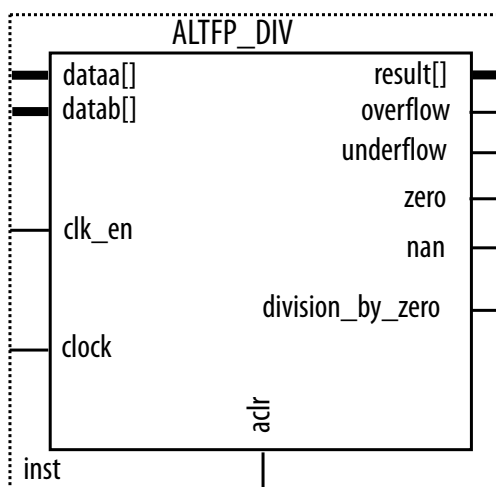 ALTFP_DIV
dataa[]
result[]
datab[]
overflow
underflow
zero
clk_en
nan
division_by_zero
clock
aclr
inst